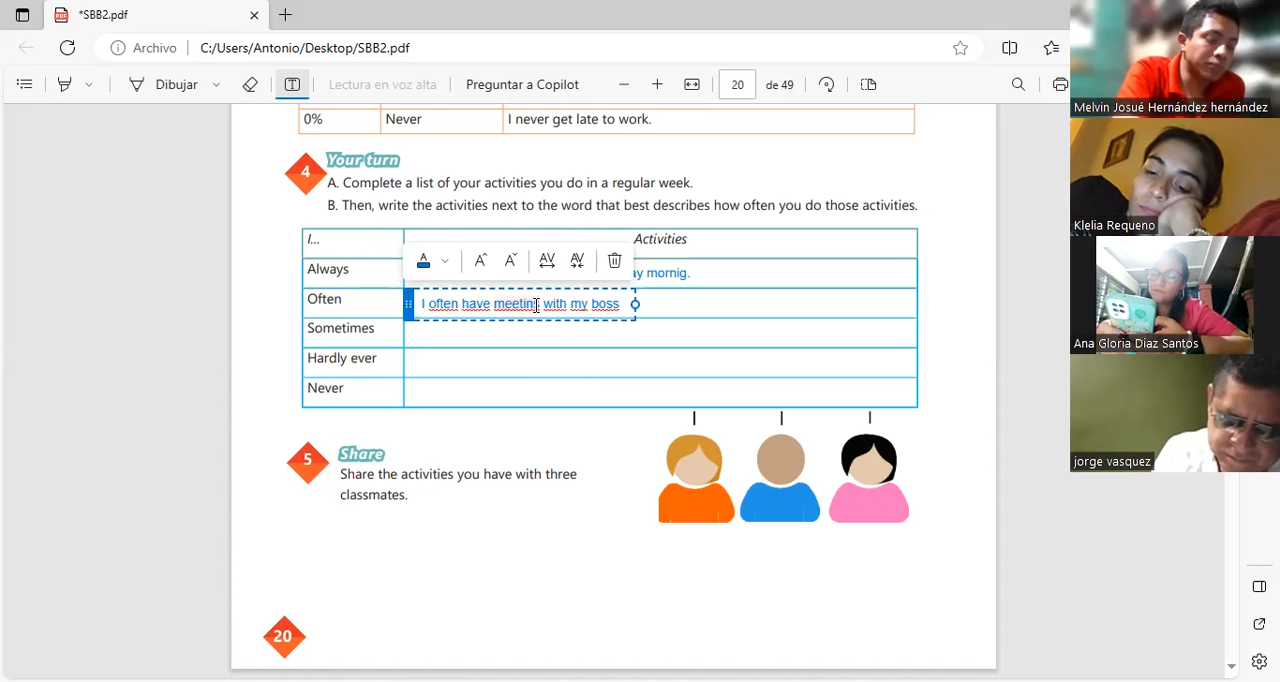 *SBB2.pdf
Archivo | C:/Users/Antonio/Desktop/SBB2.pdf
Dibujar
Lectura en voz alta
Preguntar a Copilot
20
de 49
0% Never I never get late to work.
4 Your turn
A. Complete a list of your activities you do in a regular week.
B. Then, write the activities next to the word that best describes how often you do those activities.
I... Activities
Always ay mornig.
Often I often have meeting with my boss
Sometimes
Hardly ever
Never
5 Share
Share the activities you have with three
classmates.
20
Melvin Josué Hernández hernández
Klelia Requeno
Ana Gloria Diaz Santos
jorge vasquez